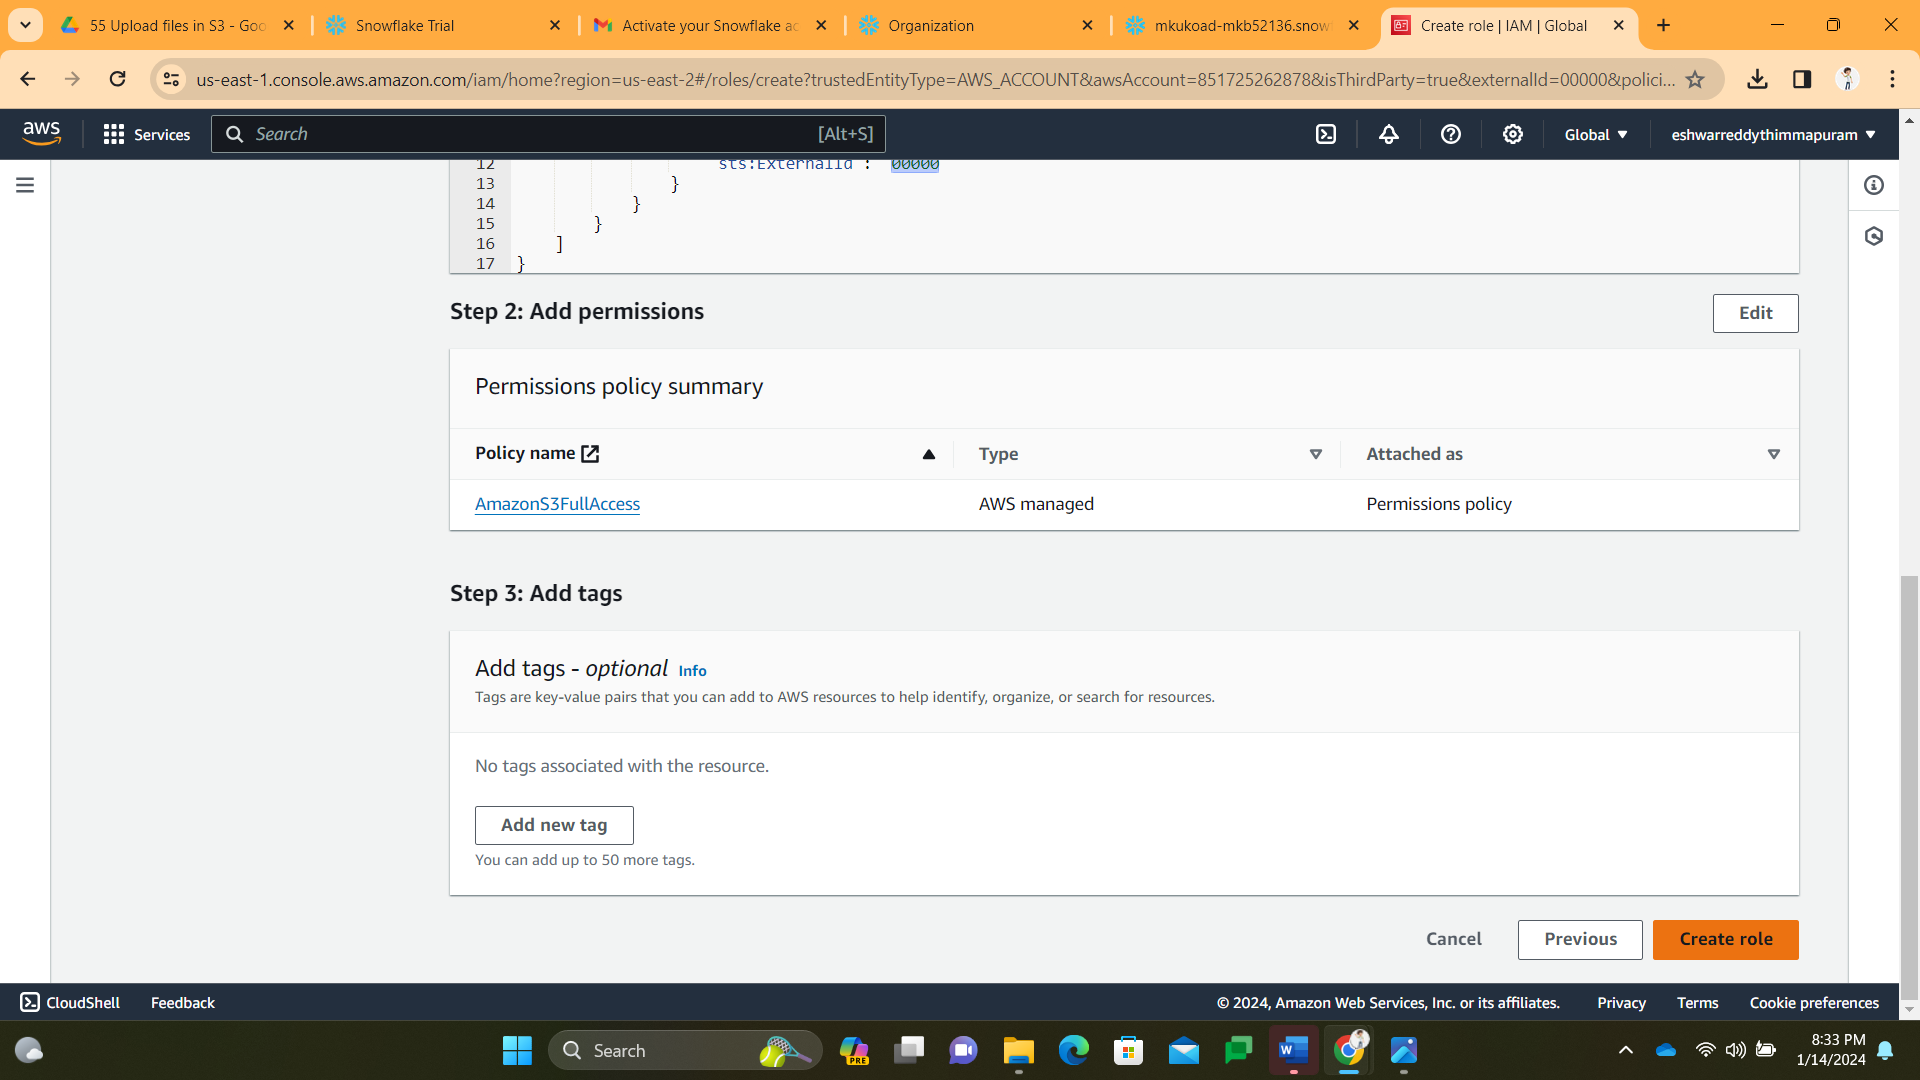 55 Upload files in S3 - Goo
Snowflake Trial
Activate your Snowflake ac
Organization
mkukoad-mkb52136.snow
Create role | IAM | Global
us-east-1.console.aws.amazon.com/iam/home?region=us-east-2#/roles/create?trustedEntityType=AWS_ACCOUNT&awsAccount=851725262878&isThirdParty=true&externalId=00000&polici...
aws
Services
Search
[Alt+S]
Global
eshwarreddythimmapuram
12 sts:ExternalId : 00000
13 }
14 }
15 }
16 ]
17 }
Step 2: Add permissions
Edit
Permissions policy summary
Policy name
Type
Attached as
AmazonS3FullAccess
AWS managed
Permissions policy
Step 3: Add tags
Add tags - optional Info
Tags are key-value pairs that you can add to AWS resources to help identify, organize, or search for resources.
No tags associated with the resource.
Add new tag
You can add up to 50 more tags.
Cancel
Previous
Create role
CloudShell
Feedback
© 2024, Amazon Web Services, Inc. or its affiliates.
Privacy
Terms
Cookie preferences
Search
PRE
W
8:33 PM
1/14/2024